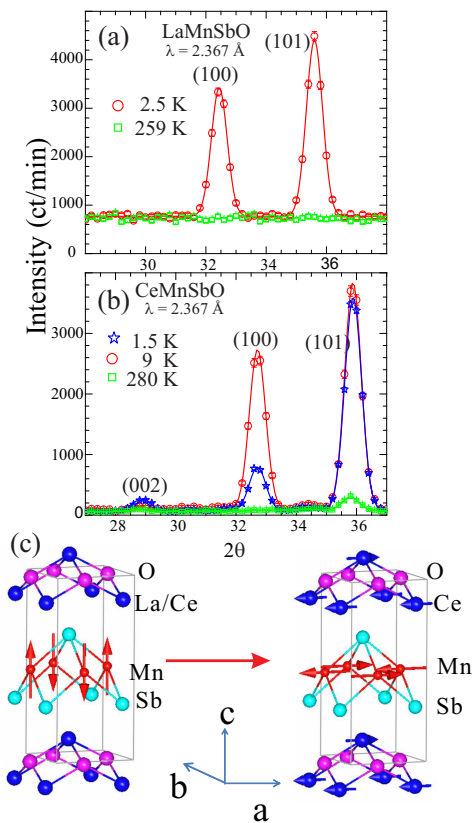 (a)
LaMnSbO
λ = 2.367 Å
(100)
(101)
2.5 K
259 K
4000
3000
2000
1000
0
30
32
34
36
Intensity (ct/min)
(b)
CeMnSbO
λ = 2.367 Å
1.5 K
9 K
280 K
(100)
(101)
(002)
3000
2000
1000
0
28
30
32
34
36
2θ
(c)
O
La/Ce
Mn
Sb
O
Ce
Mn
Sb
c
b
a